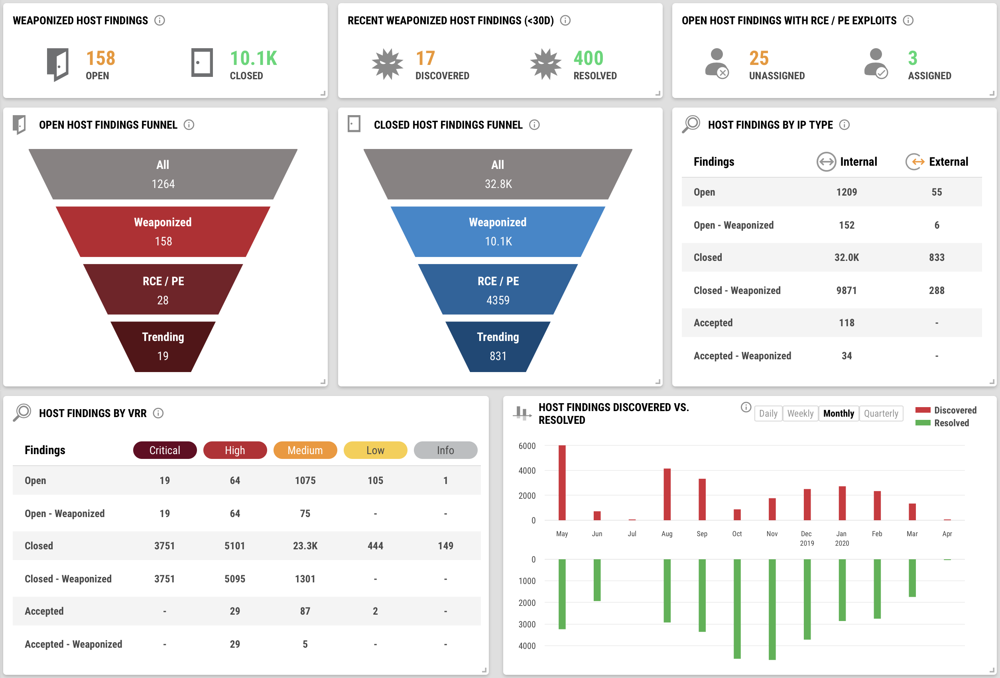 WEAPONIZED HOST FINDINGS
158
OPEN
10.1K
CLOSED
RECENT WEAPONIZED HOST FINDINGS (<30D)
17
DISCOVERED
400
RESOLVED
OPEN HOST FINDINGS WITH RCE / PE EXPLOITS
25
UNASSIGNED
3
ASSIGNED
OPEN HOST FINDINGS FUNNEL
All
1264
Weaponized
158
RCE / PE
28
Trending
19
CLOSED HOST FINDINGS FUNNEL
All
32.8K
Weaponized
10.1K
RCE / PE
4359
Trending
831
HOST FINDINGS BY IP TYPE
Findings Internal External
Open 1209 55
Open - Weaponized 152 6
Closed 32.0K 833
Closed - Weaponized 9871 288
Accepted 118 -
Accepted - Weaponized 34 -
HOST FINDINGS BY VRR
Findings Critical High Medium Low Info
Open 19 64 1075 105 1
Open - Weaponized 19 64 75 - -
Closed 3751 5101 23.3K 444 149
Closed - Weaponized 3751 5095 1301 - -
Accepted - 29 87 2 -
Accepted - Weaponized - 29 5 - -
HOST FINDINGS DISCOVERED VS.
RESOLVED
Daily Weekly Monthly Quarterly
Discovered
Resolved
6000
4000
2000
0
May Jun Jul Aug Sep Oct Nov Dec Jan Feb Mar Apr
2019 2020
0
1000
2000
3000
4000